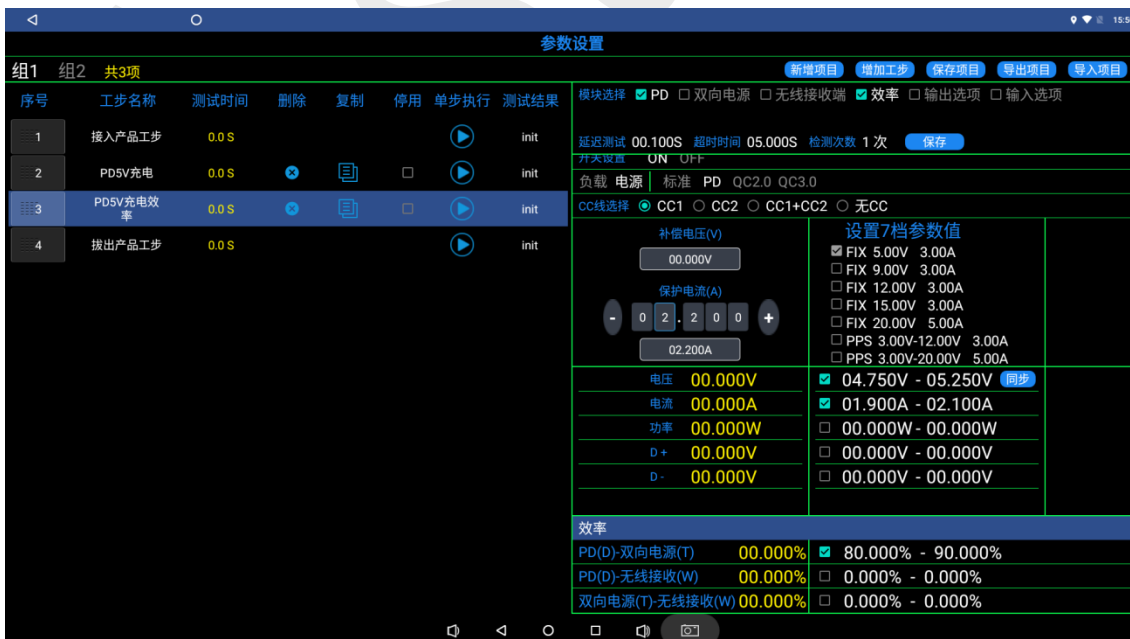 15:5
参数设置
组1 组2 共3项 新增项目 增加工步 保存项目 导出项目 导入项目
序号 工步名称 测试时间 删除 复制 停用 单步执行 测试结果
1 接入产品工步 0.0 S init
2 PD5V充电 0.0 S init
3 PD5V充电效率 0.0 S init
4 拔出产品工步 0.0 S init
模块选择 PD 双向电源 无线接收端 效率 输出选项 输入选项
延迟测试 00.100S 超时时间 05.000S 检测次数 1 次 保存
开关设置 ON OFF
负载 电源 标准 PD QC2.0 QC3.0
CC线选择 CC1 CC2 CC1+CC2 无CC
补偿电压(V)
00.000V
保护电流(A)
- 0 2 . 2 0 0 +
02.200A
设置7档参数值
FIX 5.00V 3.00A
FIX 9.00V 3.00A
FIX 12.00V 3.00A
FIX 15.00V 3.00A
FIX 20.00V 5.00A
PPS 3.00V-12.00V 3.00A
PPS 3.00V-20.00V 5.00A
电压 00.000V 04.750V - 05.250V 同步
电流 00.000A 01.900A - 02.100A
功率 00.000W 00.000W - 00.000W
D + 00.000V 00.000V - 00.000V
D - 00.000V 00.000V - 00.000V
效率
PD(D)-双向电源(T) 00.000% 80.000% - 90.000%
PD(D)-无线接收(W) 00.000% 0.000% - 0.000%
双向电源(T)-无线接收(W) 00.000% 0.000% - 0.000%